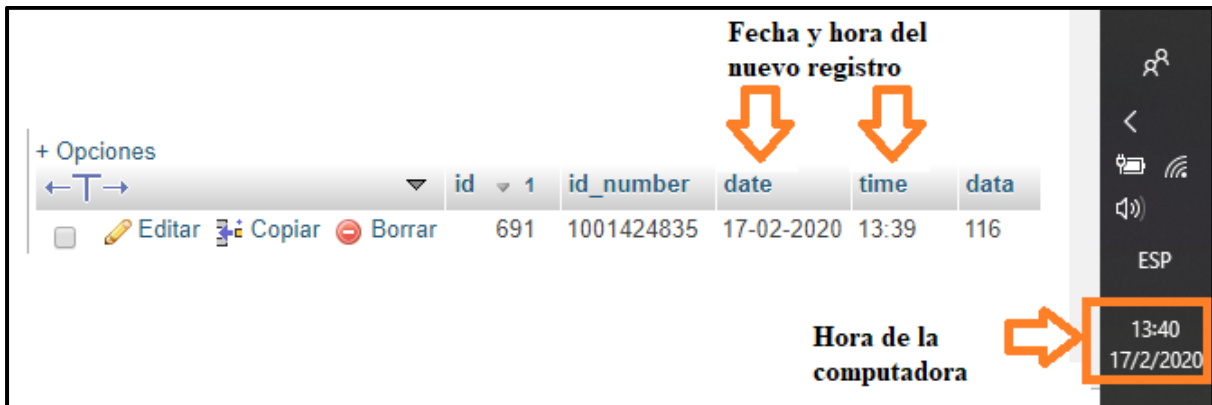 Fecha y hora del
nuevo registro
+ Opciones
←T→ id 1 id_number date time data
Editar Copiar Borrar 691 1001424835 17-02-2020 13:39 116
ESP
Hora de la
computadora
13:40
17/2/2020